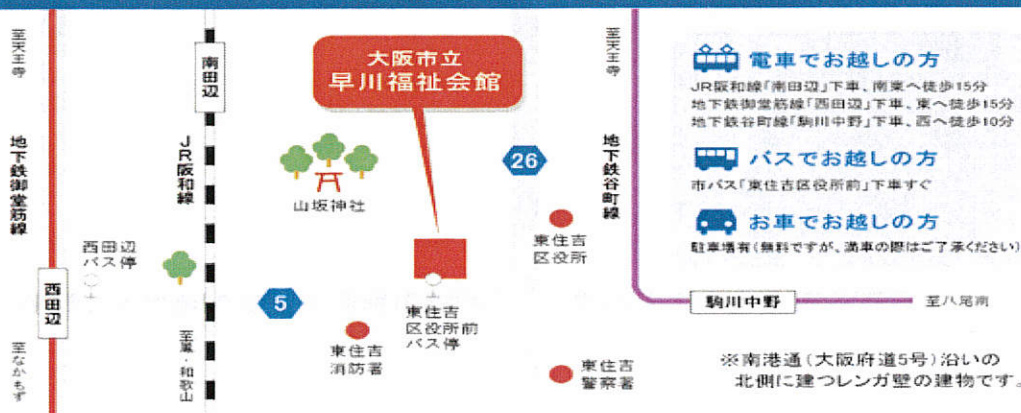 至天王寺
地下鉄御堂筋線
西田辺
至なかもず
西田辺
バス停
南田辺
JR阪和線
至鳳・和歌山
大阪市立
早川福祉会館
山坂神社
5
26
東住吉
消防署
東住吉
区役所前
バス停
東住吉
区役所
東住吉
警察署
至天王寺
地下鉄谷町線
駒川中野
至八尾南
電車でお越しの方
JR阪和線「南田辺」下車、南東へ徒歩15分
地下鉄御堂筋線「西田辺」下車、東へ徒歩15分
地下鉄谷町線「駒川中野」下車、西へ徒歩10分
バスでお越しの方
市バス「東住吉区役所前」下車すぐ
お車でお越しの方
駐車場有(無料ですが、満車の際はご了承ください)
※南港通(大阪府道5号)沿いの
北側に建つレンガ壁の建物です。